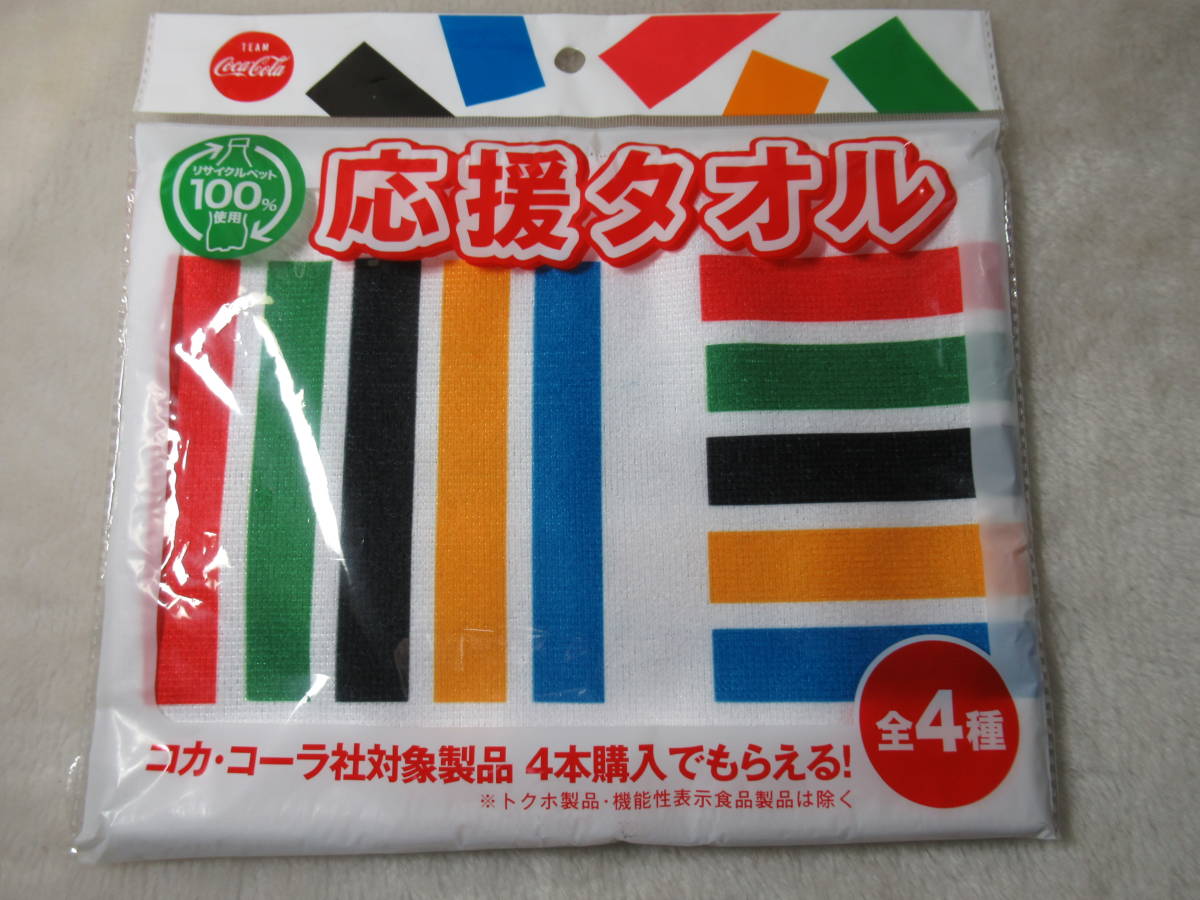 TEAM
Coca-Cola
リサイクルペット
100%
使用
応援タオル
コカ・コーラ社対象製品 4本購入でもらえる!
※トクホ製品・機能性表示食品製品は除く
全4種